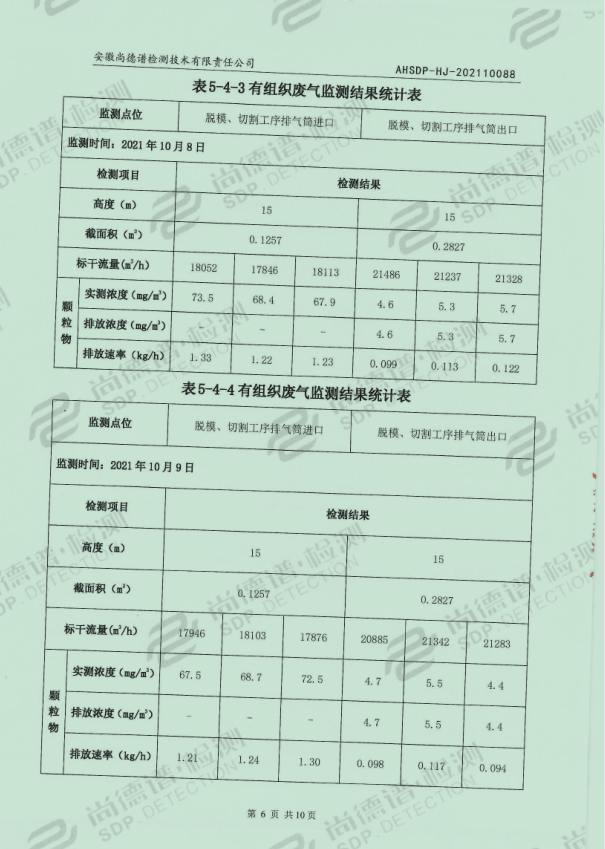 安徽尚德谱检测技术有限责任公司 AHSDP-HJ-202110088
表5-4-3 有组织废气监测结果统计表
监测点位 脱模、切割工序排气筒进口 脱模、切割工序排气筒出口
监测时间：2021 年 10 月 8 日
检测项目 检测结果
高度（m） 15 15
截面积（m²） 0.1257 0.2827
标干流量(m³/h) 18052 17846 18113 21486 21237 21328
颗粒物 实测浓度（mg/m³） 73.5 68.4 67.9 4.6 5.3 5.7
排放浓度（mg/m³） - - - 4.6 5.3 5.7
排放速率（kg/h） 1.33 1.22 1.23 0.099 0.113 0.122
表5-4-4 有组织废气监测结果统计表
监测点位 脱模、切割工序排气筒进口 脱模、切割工序排气筒出口
监测时间：2021 年 10 月 9 日
检测项目 检测结果
高度（m） 15 15
截面积（m²） 0.1257 0.2827
标干流量(m³/h) 17946 18103 17876 20885 21342 21283
颗粒物 实测浓度（mg/m³） 67.5 68.7 72.5 4.7 5.5 4.4
排放浓度（mg/m³） - - - 4.7 5.5 4.4
排放速率（kg/h） 1.21 1.24 1.30 0.098 0.117 0.094
第 6 页 共 10 页
尚德谱·检测
SDP DETECTION